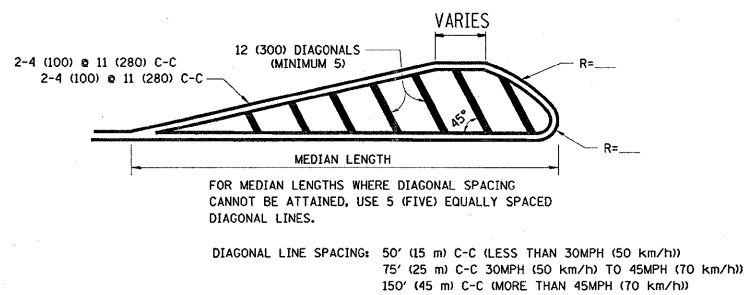 VARIES
12 (300) DIAGONALS
(MINIMUM 5)
2-4 (100) @ 11 (280) C-C
2-4 (100) @ 11 (280) C-C
R=___
45°
R=___
MEDIAN LENGTH
FOR MEDIAN LENGTHS WHERE DIAGONAL SPACING
CANNOT BE ATTAINED, USE 5 (FIVE) EQUALLY SPACED
DIAGONAL LINES.
DIAGONAL LINE SPACING: 50' (15 m) C-C (LESS THAN 30MPH (50 km/h))
75' (25 m) C-C 30MPH (50 km/h) TO 45MPH (70 km/h))
150' (45 m) C-C (MORE THAN 45MPH (70 km/h))